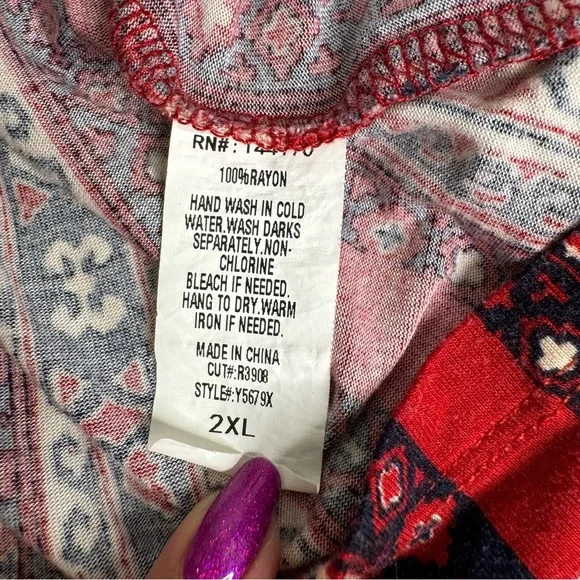 RN#:
100%RAYON
HAND WASH IN COLD
WATER.WASH DARKS
SEPARATELY.NON-
CHLORINE
BLEACH IF NEEDED.
HANG TO DRY.WARM
IRON IF NEEDED.
MADE IN CHINA
CUT#:R3908
STYLE#:Y5679X
2XL